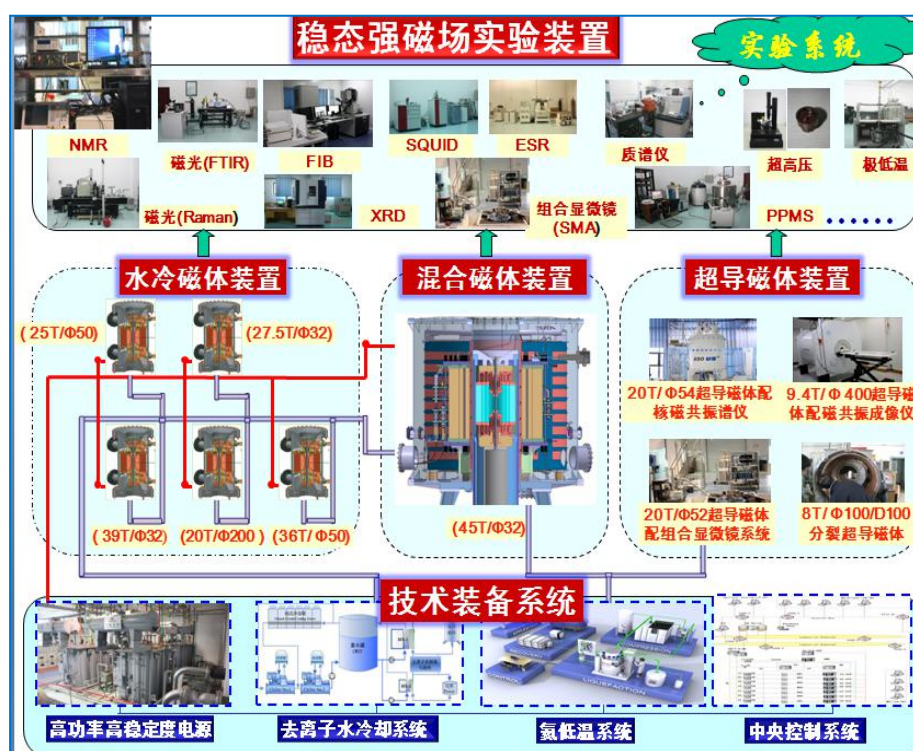 稳态强磁场实验装置
实验系统
NMR
磁光(FTIR)
FIB
SQUID
ESR
质谱仪
超高压
极低温
磁光(Raman)
XRD
组合显微镜
(SMA)
PPMS
水冷磁体装置
混合磁体装置
超导磁体装置
(25T/Φ50)
(27.5T/Φ32)
(39T/Φ32)
(20T/Φ200)
(36T/Φ50)
(45T/Φ32)
20T/Φ54超导磁体配
核磁共振谱仪
9.4T/Φ400超导磁
体配磁共振成像仪
20T/Φ52超导磁体
配组合显微镜系统
8T/Φ100/D100
分裂超导磁体
技术装备系统
LIQUEFACTION
高功率高稳定度电源
去离子水冷却系统
氦低温系统
中央控制系统